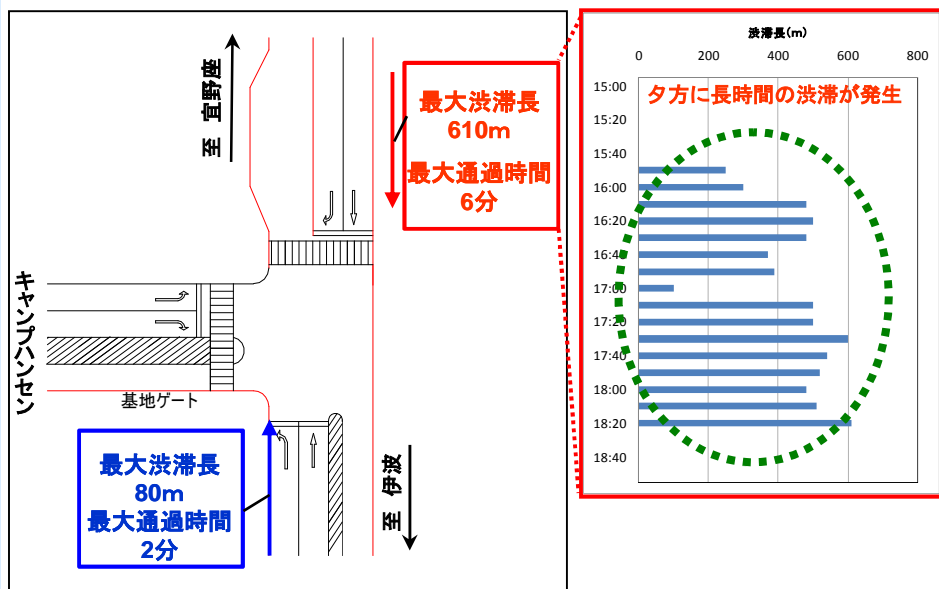 至 宜野座
最大渋滞長
610m
最大通過時間
6分
キャンプハンセン
基地ゲート
最大渋滞長
80m
最大通過時間
2分
至 伊波
渋滞長(m)
0 200 400 600 800
夕方に長時間の渋滞が発生
15:00
15:20
15:40
16:00
16:20
16:40
17:00
17:20
17:40
18:00
18:20
18:40